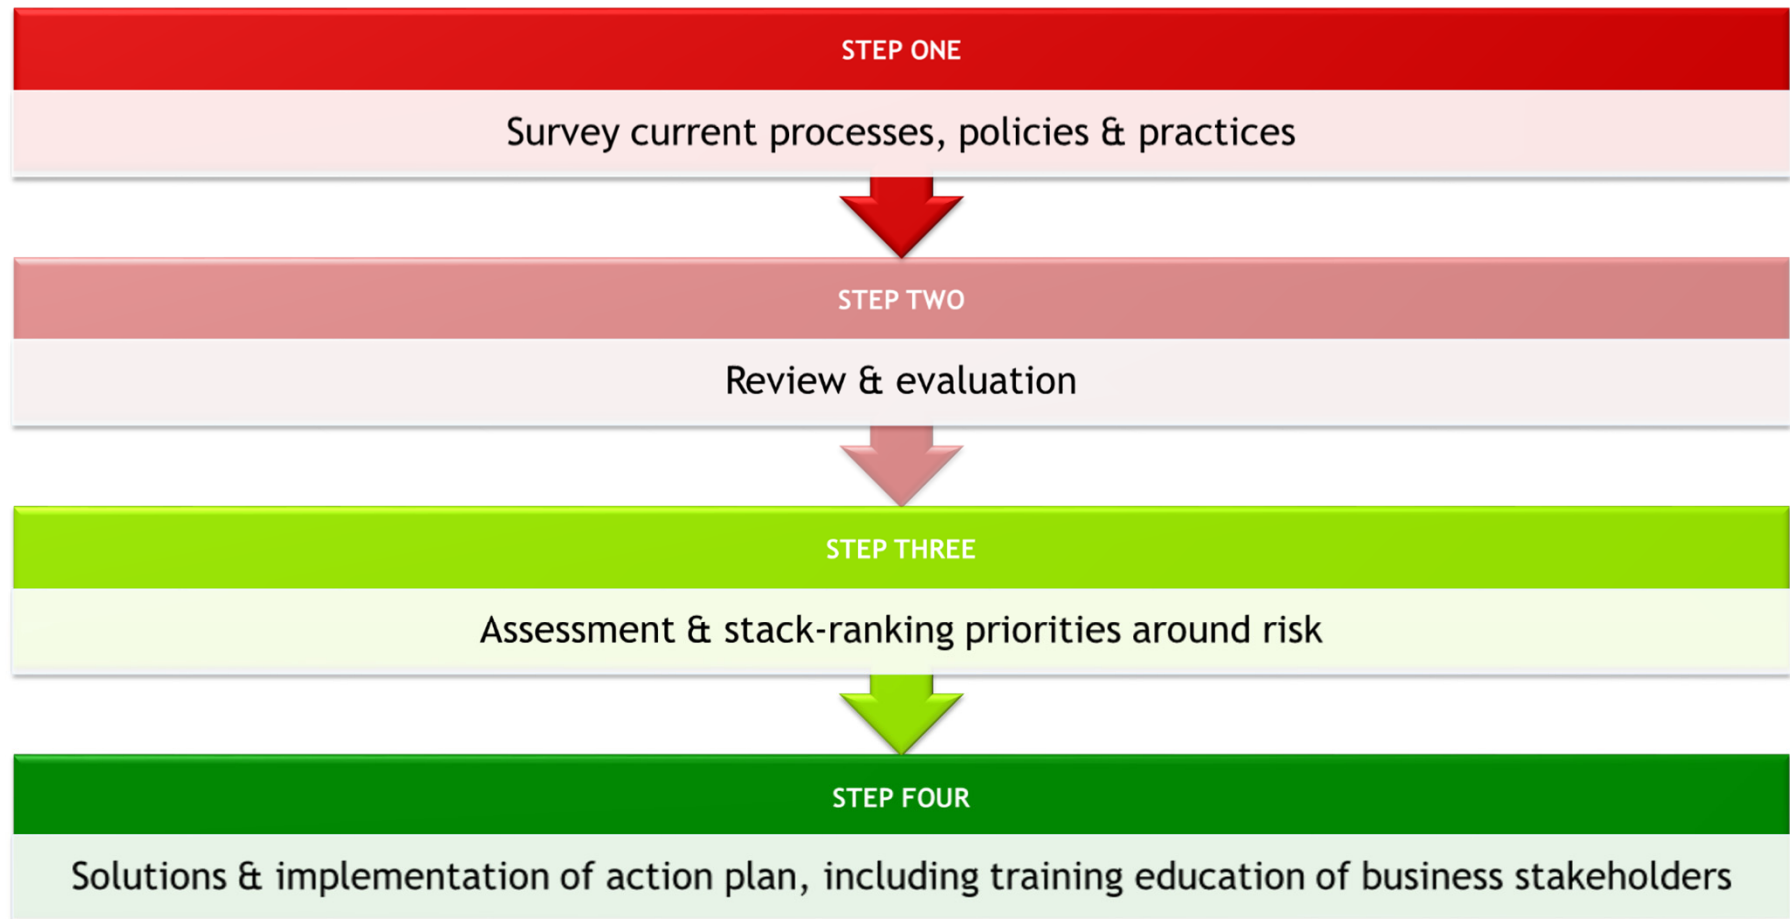 STEP ONE
Survey current processes, policies & practices
STEP TWO
Review & evaluation
STEP THREE
Assessment & stack-ranking priorities around risk
STEP FOUR
Solutions & implementation of action plan, including training education of business stakeholders